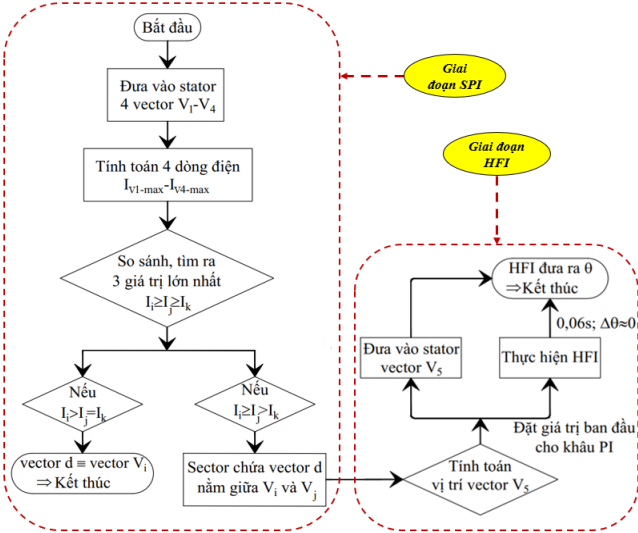 Bắt đầu
Đưa vào stator
4 vector V₁-V₄
Tính toán 4 dòng điện
Iᵥ₁₋ₘₐₓ-Iᵥ₄₋ₘₐₓ
So sánh, tìm ra
3 giá trị lớn nhất
Iᵢ≥Iⱼ≥Iₖ
Nếu
Iᵢ>Iⱼ=Iₖ
Nếu
Iᵢ≥Iⱼ>Iₖ
vector d ≡ vector Vᵢ
⇒ Kết thúc
Sector chứa vector d
nằm giữa Vᵢ và Vⱼ
Giai
đoạn SPI
Giai đoạn
HFI
HFI đưa ra θ
⇒Kết thúc
0,06s; Δθ≈0
Đưa vào stator
vector V₅
Thực hiện HFI
Đặt giá trị ban đầu
cho khâu PI
Tính toán
vị trí vector V₅